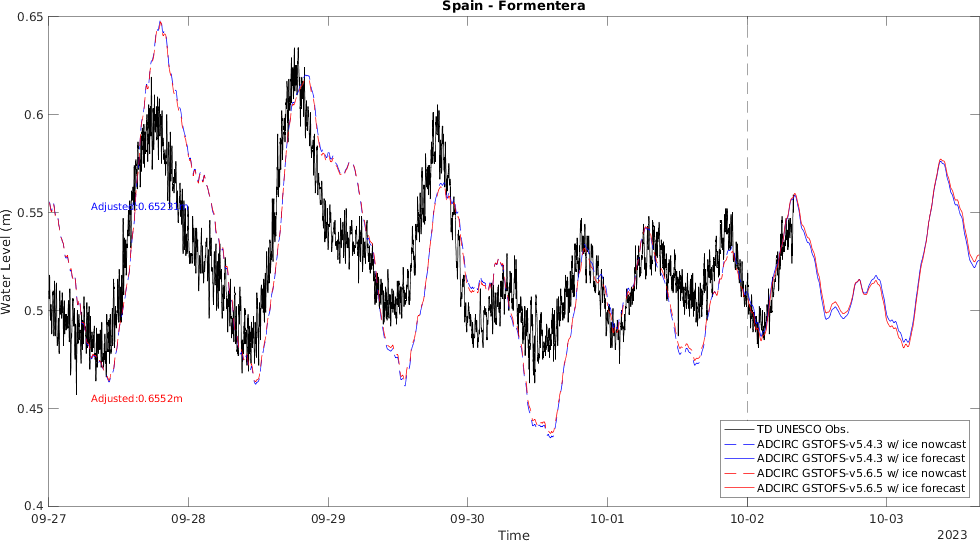 Spain - Formentera
0.65
0.6
0.55
0.5
0.45
0.4
Water Level (m)
Adjusted:0.6552m
09-27
09-28
09-29
09-30
10-01
10-02
10-03
Time
2023
TD UNESCO Obs.
ADCIRC GSTOFS-v5.4.3 w/ ice nowcast
ADCIRC GSTOFS-v5.4.3 w/ ice forecast
ADCIRC GSTOFS-v5.6.5 w/ ice nowcast
ADCIRC GSTOFS-v5.6.5 w/ ice forecast